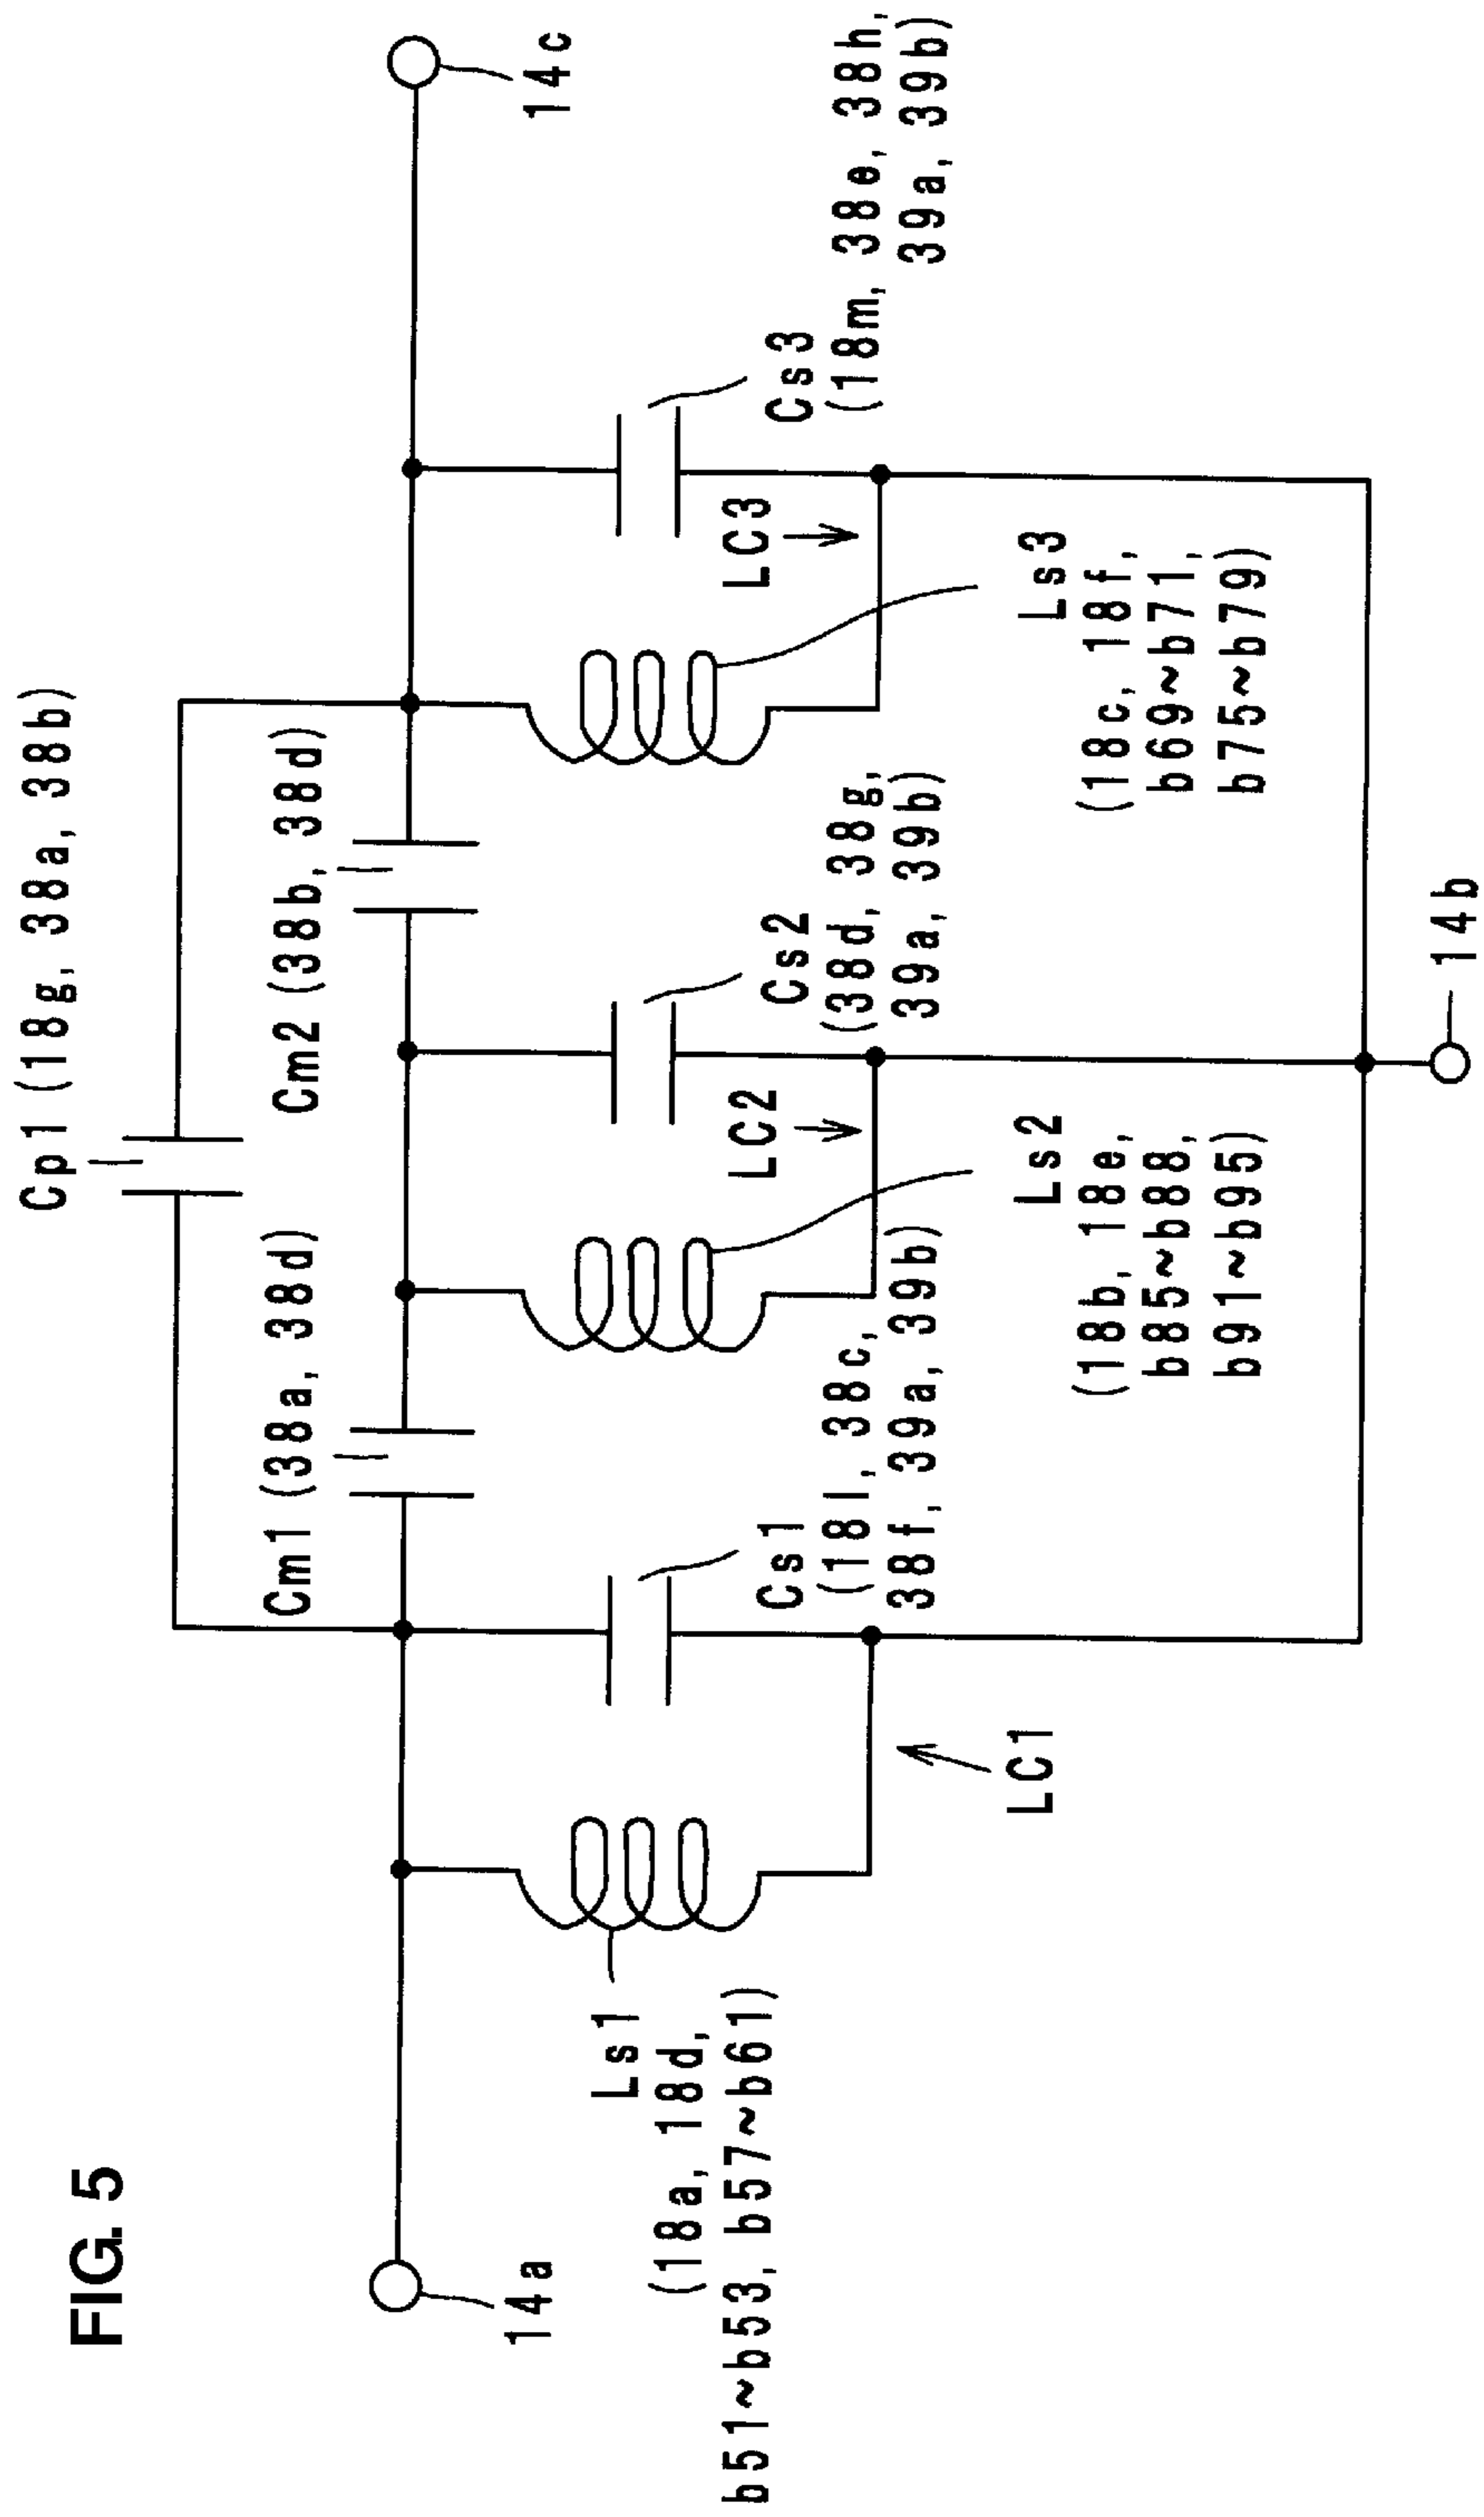 FIG. 5
Cp1 (18g, 38a, 38b)
Cm1 (38a, 38d)
Cm2 (38b, 38d)
14a
14c
Ls1
(18a, 18d,
b51~b53, b57~b61)
Cs1
(18l, 38c,
38f, 39a, 39b)
LC1
LC2
Cs2
(38d, 38g,
39a, 39b)
Ls2
(18b, 18e,
b85~b88,
b91~b95)
LC3
Cs3
(18m, 38e, 38h,
39a, 39b)
Ls3
(18c, 18f,
b69~b71,
b75~b79)
14b